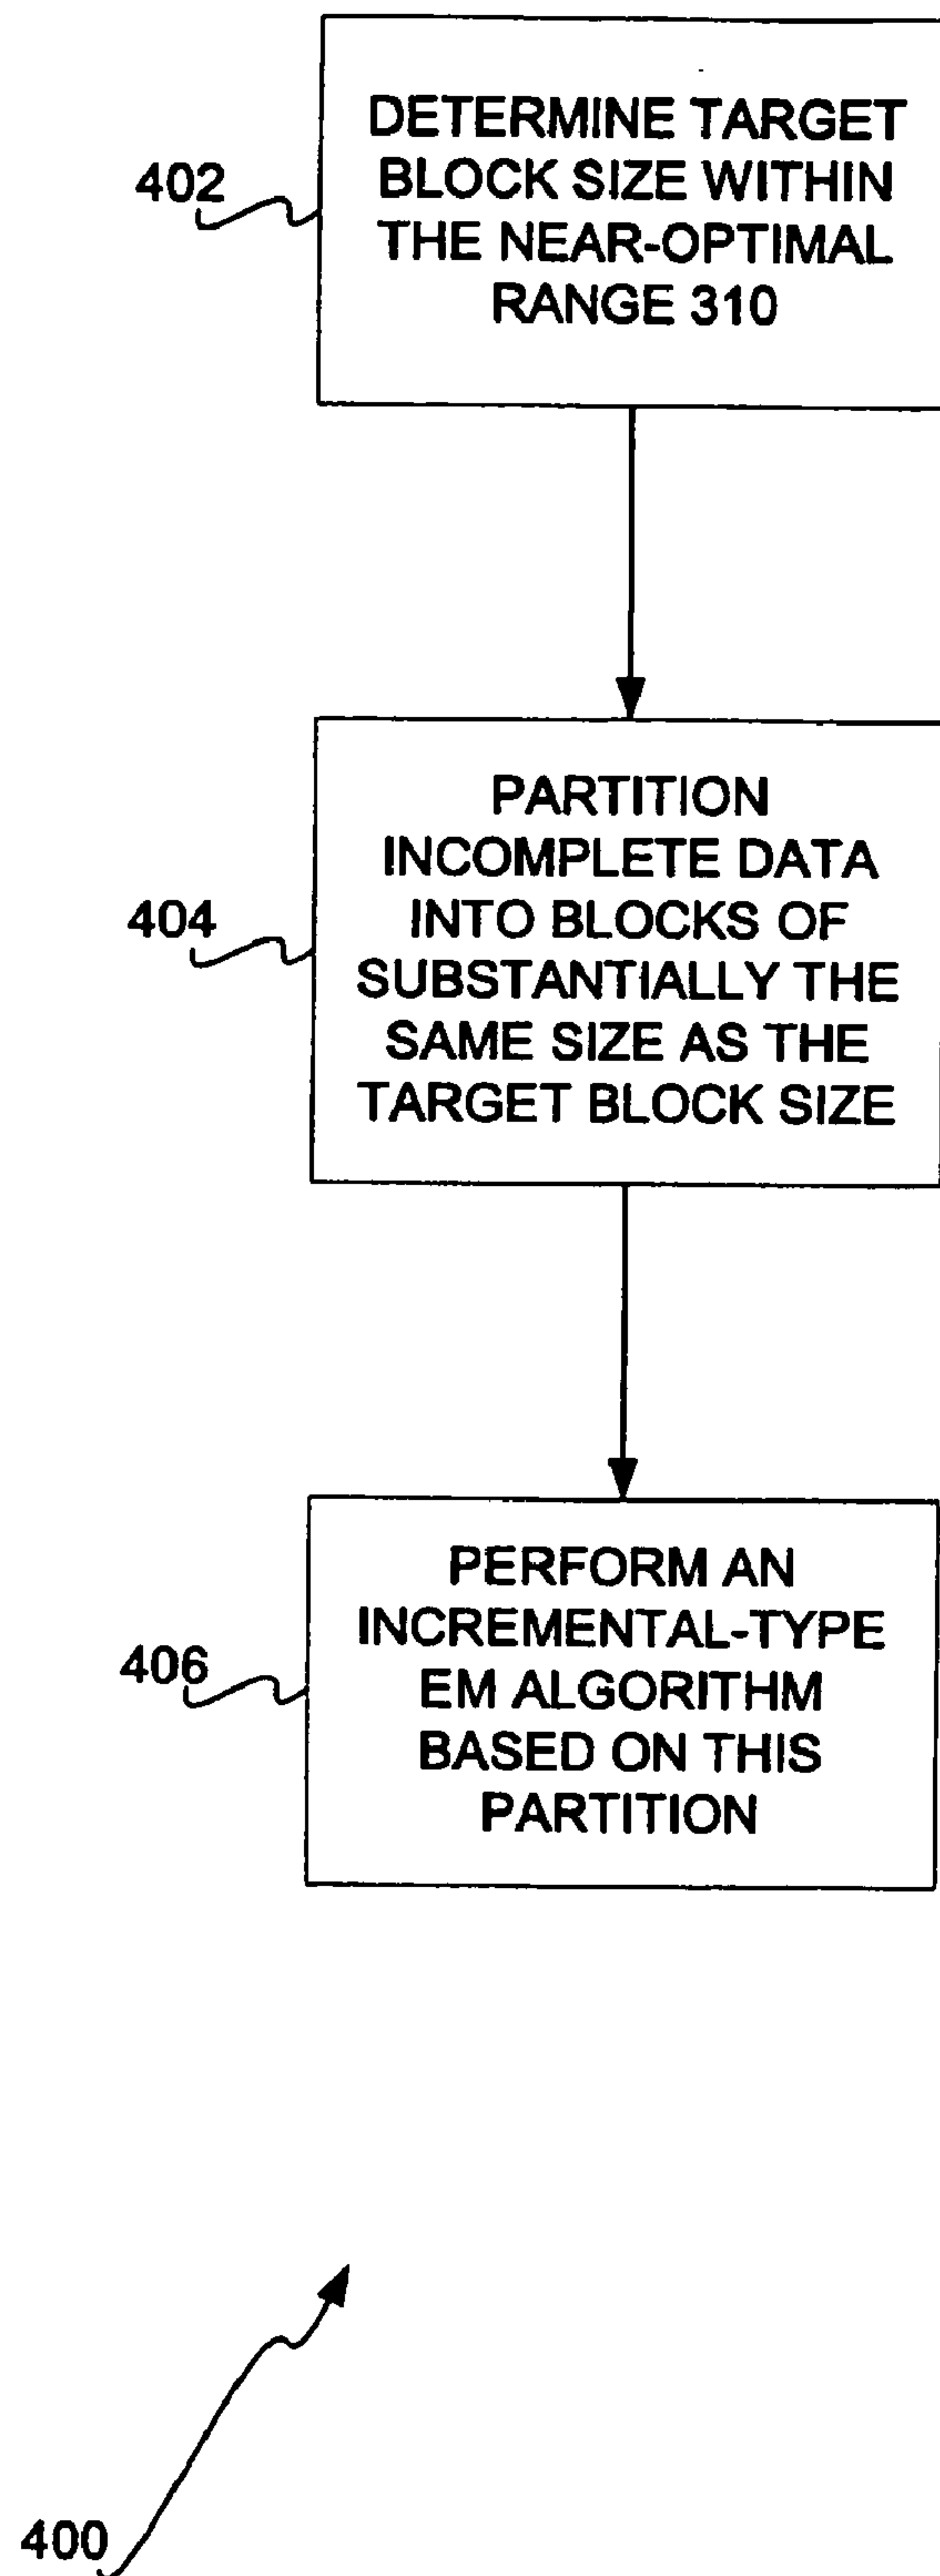 DETERMINE TARGET
BLOCK SIZE WITHIN
THE NEAR-OPTIMAL
RANGE 310
402
PARTITION
INCOMPLETE DATA
INTO BLOCKS OF
SUBSTANTIALLY THE
SAME SIZE AS THE
TARGET BLOCK SIZE
404
PERFORM AN
INCREMENTAL-TYPE
EM ALGORITHM
BASED ON THIS
PARTITION
406
400